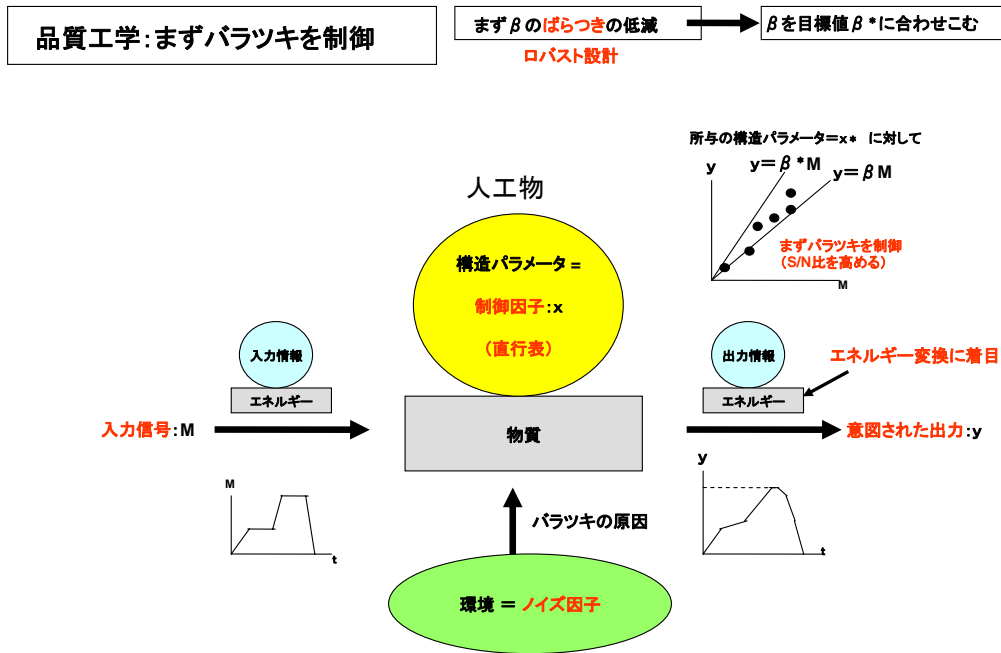 品質工学：まずバラツキを制御
まずβのばらつきの低減
βを目標値β*に合わせこむ
ロバスト設計
所与の構造パラメータ＝x* に対して
y
y＝β*M
y＝βM
まずバラツキを制御
（S/N比を高める）
M
人工物
構造パラメータ＝
制御因子：x
（直行表）
入力情報
エネルギー
入力信号：M
物質
出力情報
エネルギー
エネルギー変換に着目
意図された出力：y
M
t
バラツキの原因
y
t
環境 ＝ ノイズ因子